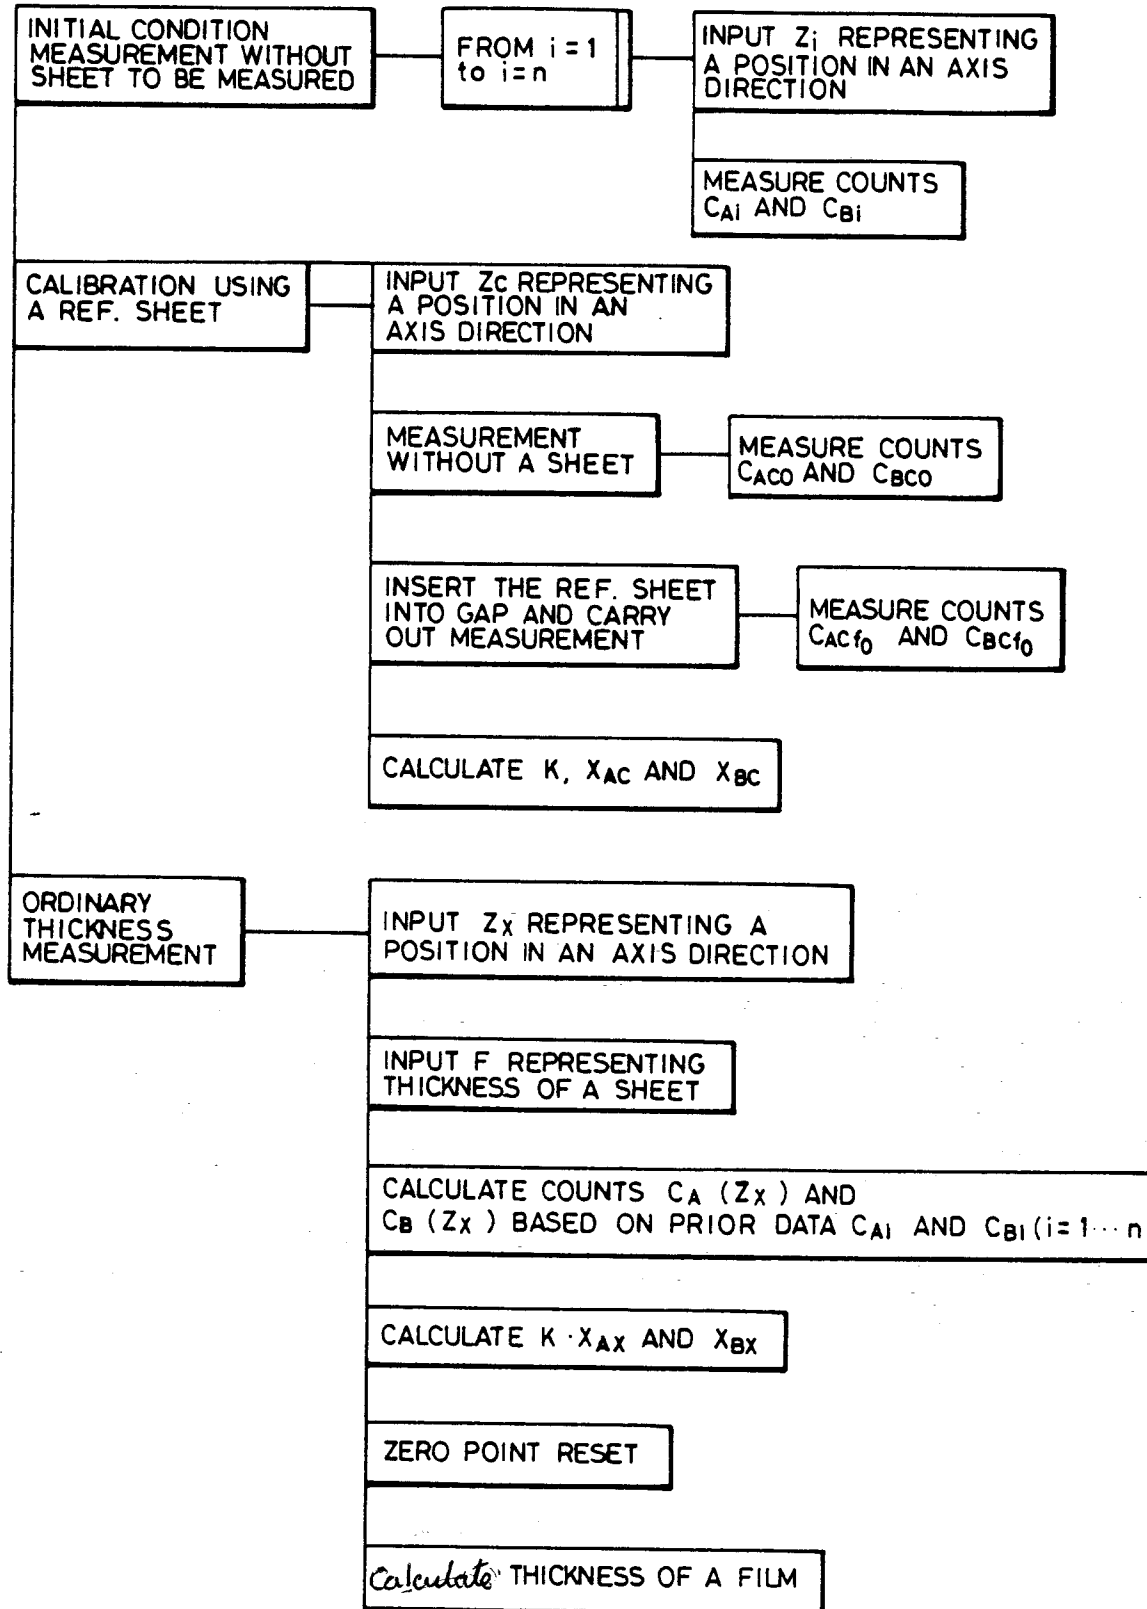 INITIAL CONDITION
MEASUREMENT WITHOUT
SHEET TO BE MEASURED
FROM i = 1
to i = n
INPUT Zi REPRESENTING
A POSITION IN AN AXIS
DIRECTION
MEASURE COUNTS
CAi AND CBi
CALIBRATION USING
A REF. SHEET
INPUT Zc REPRESENTING
A POSITION IN AN
AXIS DIRECTION
MEASUREMENT
WITHOUT A SHEET
MEASURE COUNTS
CACO AND CBCO
INSERT THE REF. SHEET
INTO GAP AND CARRY
OUT MEASUREMENT
MEASURE COUNTS
CACf0 AND CBCf0
CALCULATE K, XAC AND XBC
ORDINARY
THICKNESS
MEASUREMENT
INPUT Zx REPRESENTING A
POSITION IN AN AXIS DIRECTION
INPUT F REPRESENTING
THICKNESS OF A SHEET
CALCULATE COUNTS CA (Zx) AND
CB (Zx) BASED ON PRIOR DATA CAi AND CBi (i = 1 ··· n
CALCULATE K · XAX AND XBX
ZERO POINT RESET
Calculate THICKNESS OF A FILM